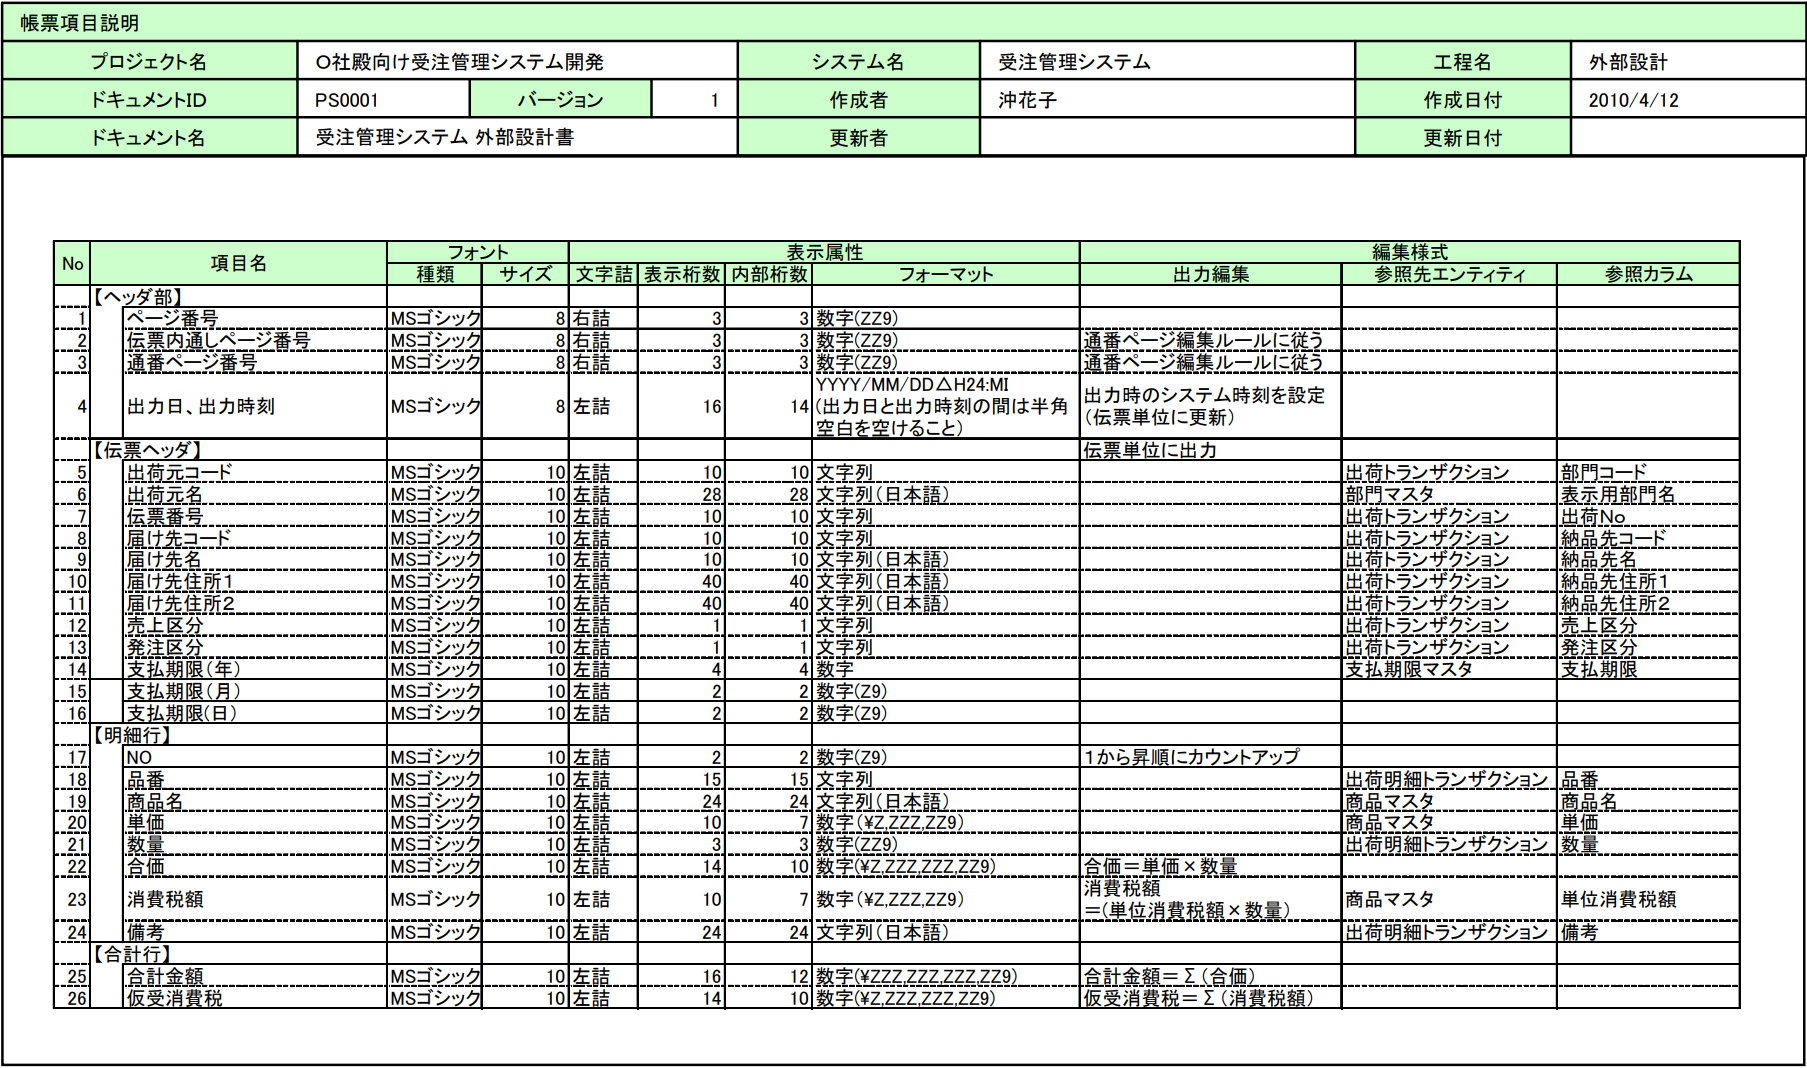 帳票項目説明
プロジェクト名 O社殿向け受注管理システム開発 システム名 受注管理システム 工程名 外部設計
ドキュメントID PS0001 バージョン 1 作成者 沖花子 作成日付 2010/4/12
ドキュメント名 受注管理システム 外部設計書 更新者 更新日付
No 項目名 フォント 表示属性 編集様式
種類 サイズ 文字詰 表示桁数 内部桁数 フォーマット 出力編集 参照先エンティティ 参照カラム
【ヘッダ部】
1 ページ番号 MSゴシック 8 右詰 3 3 数字(ZZ9)
2 伝票内通しページ番号 MSゴシック 8 右詰 3 3 数字(ZZ9) 通番ページ編集ルールに従う
3 通番ページ番号 MSゴシック 8 右詰 3 3 数字(ZZ9) 通番ページ編集ルールに従う
4 出力日、出力時刻 MSゴシック 8 左詰 16 14 YYYY/MM/DD△H24:MI
(出力日と出力時刻の間は半角
空白を空けること) 出力時のシステム時刻を設定
(伝票単位に更新)
【伝票ヘッダ】 伝票単位に出力
5 出荷元コード MSゴシック 10 左詰 10 10 文字列 出荷トランザクション 部門コード
6 出荷元名 MSゴシック 10 左詰 28 28 文字列(日本語) 部門マスタ 表示用部門名
7 伝票番号 MSゴシック 10 左詰 10 10 文字列 出荷トランザクション 出荷No
8 届け先コード MSゴシック 10 左詰 10 10 文字列 出荷トランザクション 納品先コード
9 届け先名 MSゴシック 10 左詰 10 10 文字列(日本語) 出荷トランザクション 納品先名
10 届け先住所1 MSゴシック 10 左詰 40 40 文字列(日本語) 出荷トランザクション 納品先住所1
11 届け先住所2 MSゴシック 10 左詰 40 40 文字列(日本語) 出荷トランザクション 納品先住所2
12 売上区分 MSゴシック 10 左詰 1 1 文字列 出荷トランザクション 売上区分
13 発注区分 MSゴシック 10 左詰 1 1 文字列 出荷トランザクション 発注区分
14 支払期限(年) MSゴシック 10 左詰 4 4 数字 支払期限マスタ 支払期限
15 支払期限(月) MSゴシック 10 左詰 2 2 数字(Z9)
16 支払期限(日) MSゴシック 10 左詰 2 2 数字(Z9)
【明細行】
17 NO MSゴシック 10 左詰 2 2 数字(Z9) 1から昇順にカウントアップ
18 品番 MSゴシック 10 左詰 15 15 文字列 出荷明細トランザクション 品番
19 商品名 MSゴシック 10 左詰 24 24 文字列(日本語) 商品マスタ 商品名
20 単価 MSゴシック 10 左詰 10 7 数字(¥Z,ZZZ,ZZ9) 商品マスタ 単価
21 数量 MSゴシック 10 左詰 3 3 数字(ZZ9) 出荷明細トランザクション 数量
22 合価 MSゴシック 10 左詰 14 10 数字(¥Z,ZZZ,ZZZ,ZZ9) 合価=単価×数量
23 消費税額 MSゴシック 10 左詰 10 7 数字(¥Z,ZZZ,ZZ9) 消費税額
=(単位消費税額×数量) 商品マスタ 単位消費税額
24 備考 MSゴシック 10 左詰 24 24 文字列(日本語) 出荷明細トランザクション 備考
【合計行】
25 合計金額 MSゴシック 10 左詰 16 12 数字(¥ZZZ,ZZZ,ZZZ,ZZ9) 合計金額=Σ(合価)
26 仮受消費税 MSゴシック 10 左詰 14 10 数字(¥Z,ZZZ,ZZZ,ZZ9) 仮受消費税=Σ(消費税額)